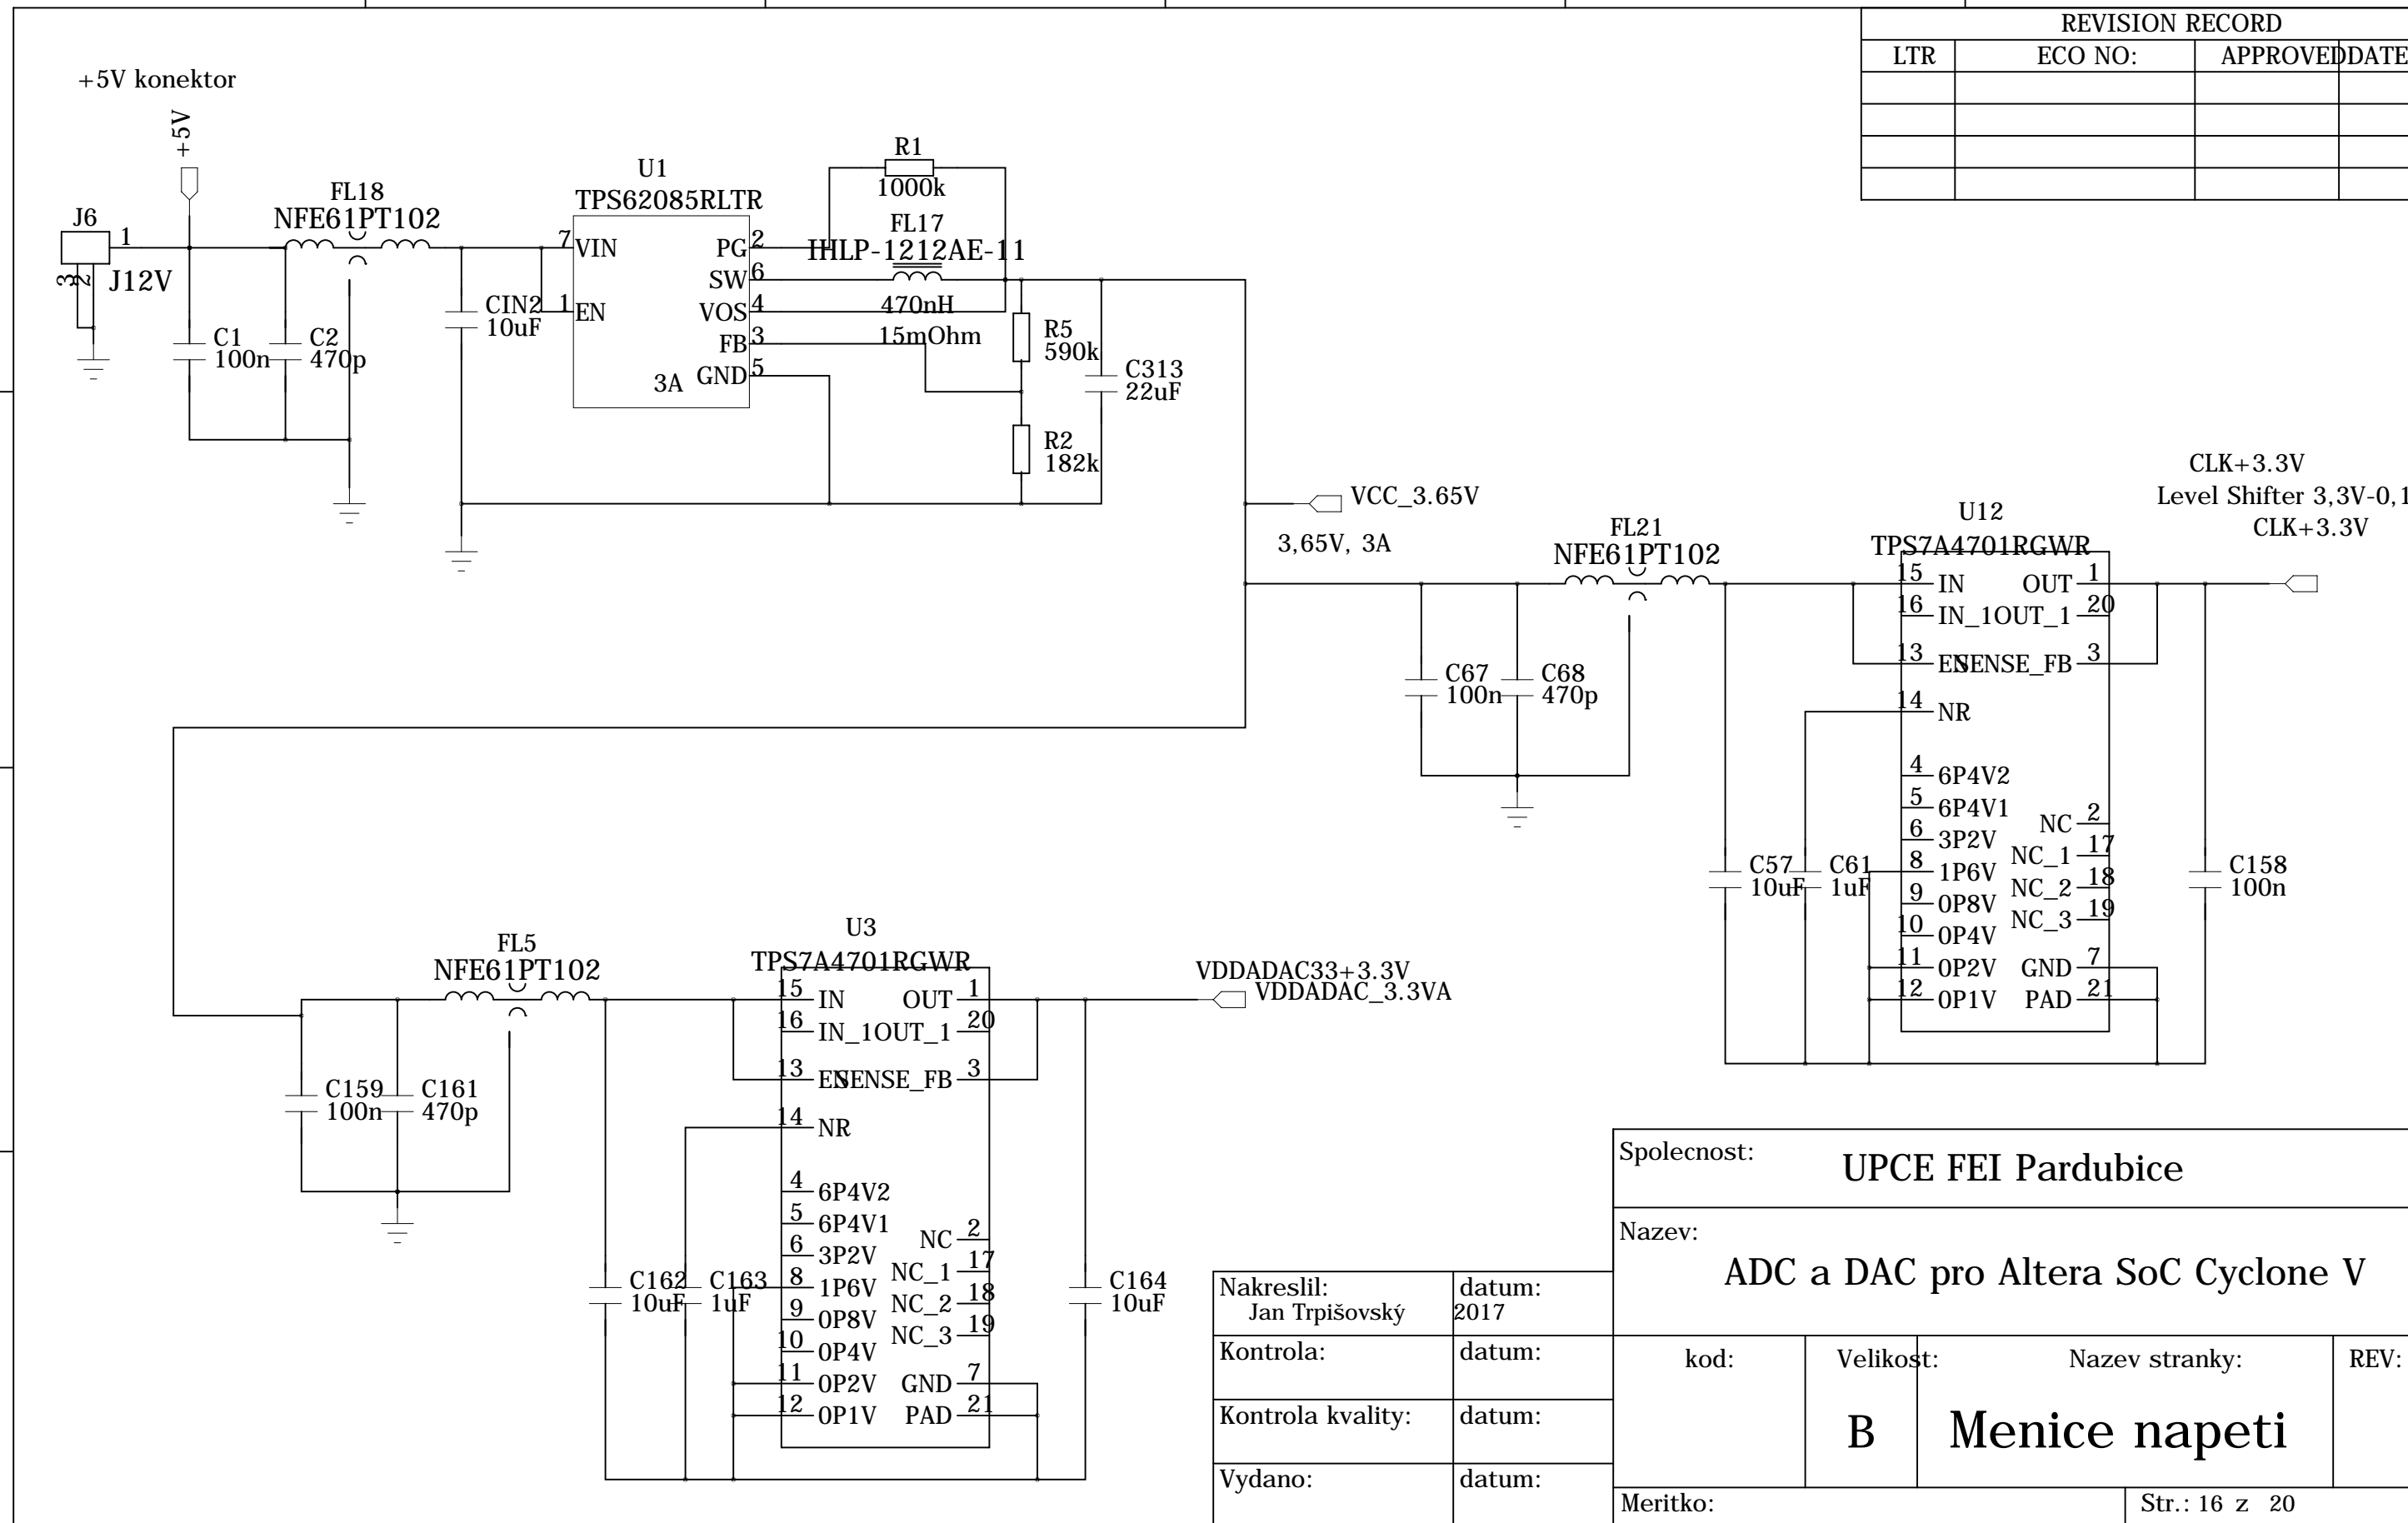 REVISION RECORD
LTR ECO NO: APPROVED DATE
+5V konektor
+5V
J6
1
3
2
J12V
FL18
NFE61PT102
C1
100n
C2
470p
CIN2
10uF
U1
TPS62085RLTR
7 VIN
1 EN
PG 2
SW 6
VOS 4
FB 3
GND 5
3A
R1
1000k
FL17
IHLP-1212AE-11
470nH
15mOhm
R5
590k
R2
182k
C313
22uF
VCC_3.65V
3,65V, 3A
FL21
NFE61PT102
C67
100n
C68
470p
CLK+3.3V
Level Shifter 3,3V-0,1
CLK+3.3V
U12
TPS7A4701RGWR
15 IN OUT 1
16 IN_1 OUT_1 20
13 EN SENSE_FB 3
14 NR
4 6P4V2
5 6P4V1
6 3P2V NC 2
8 1P6V NC_1 17
9 0P8V NC_2 18
10 0P4V NC_3 19
11 0P2V GND 7
12 0P1V PAD 21
C57
10uF
C61
1uF
C158
100n
FL5
NFE61PT102
C159
100n
C161
470p
U3
TPS7A4701RGWR
15 IN OUT 1
16 IN_1 OUT_1 20
13 EN SENSE_FB 3
14 NR
4 6P4V2
5 6P4V1
6 3P2V NC 2
8 1P6V NC_1 17
9 0P8V NC_2 18
10 0P4V NC_3 19
11 0P2V GND 7
12 0P1V PAD 21
C162
10uF
C163
1uF
C164
10uF
VDDADAC33+3.3V
VDDADAC_3.3VA
Spolecnost:
UPCE FEI Pardubice
Nazev:
ADC a DAC pro Altera SoC Cyclone V
Nakreslil: datum:
Jan Trpišovský 2017
Kontrola: datum:
Kontrola kvality: datum:
Vydano: datum:
kod: Velikost: Nazev stranky: REV:
B Menice napeti
Meritko: Str.: 16 z 20